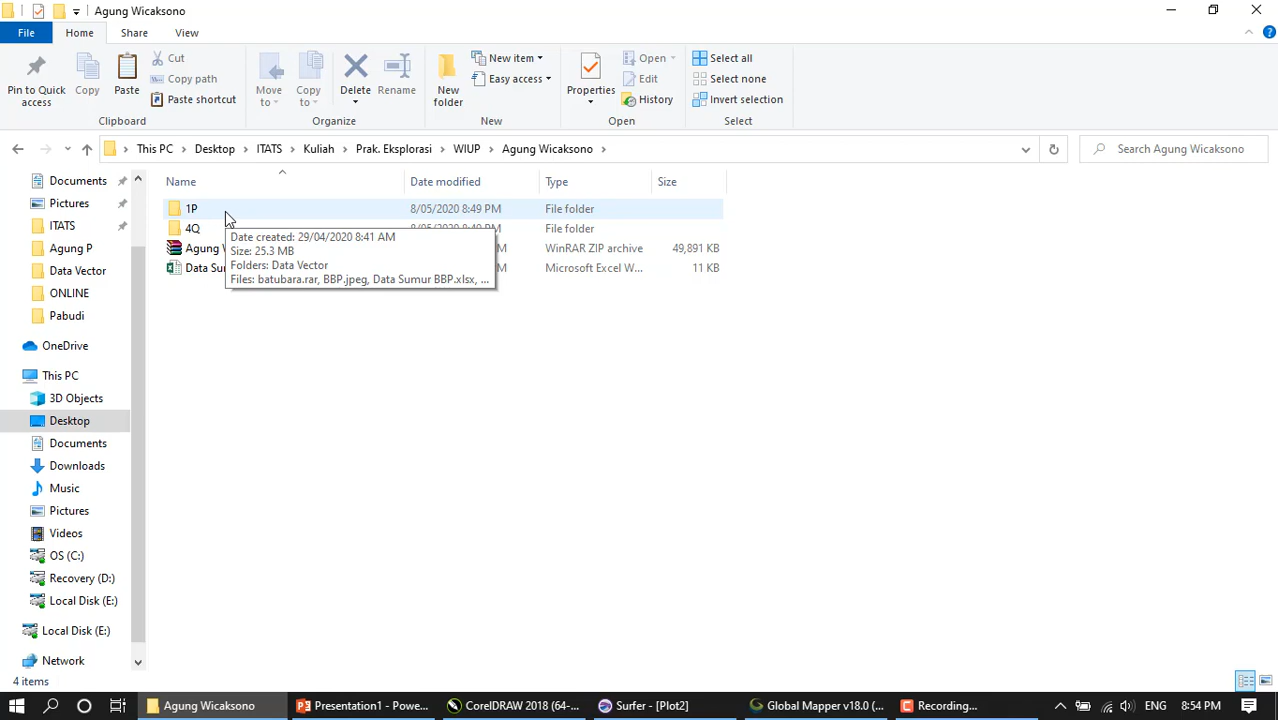 Agung Wicaksono
File Home Share View
Pin to Quick access
Copy
Paste
Cut
Copy path
Paste shortcut
Clipboard
Move to
Copy to
Delete
Rename
Organize
New folder
New item
Easy access
New
Properties
Open
Edit
History
Open
Select all
Select none
Invert selection
Select
This PC > Desktop > ITATS > Kuliah > Prak. Eksplorasi > WIUP > Agung Wicaksono >
Search Agung Wicaksono
Name Date modified Type Size
1P 8/05/2020 8:49 PM File folder
4Q 8/05/2020 8:49 PM File folder
Agung W M WinRAR ZIP archive 49,891 KB
Data Sur M Microsoft Excel W... 11 KB
Date created: 29/04/2020 8:41 AM
Size: 25.3 MB
Folders: Data Vector
Files: batubara.rar, BBP.jpeg, Data Sumur BBP.xlsx, ...
Documents
Pictures
ITATS
Agung P
Data Vector
ONLINE
Pabudi
OneDrive
This PC
3D Objects
Desktop
Documents
Downloads
Music
Pictures
Videos
OS (C:)
Recovery (D:)
Local Disk (E:)
Local Disk (E:)
Network
4 items
Agung Wicaksono
Presentation1 - Powe...
CorelDRAW 2018 (64-...
Surfer - [Plot2]
Global Mapper v18.0 (...
Recording...
ENG 8:54 PM